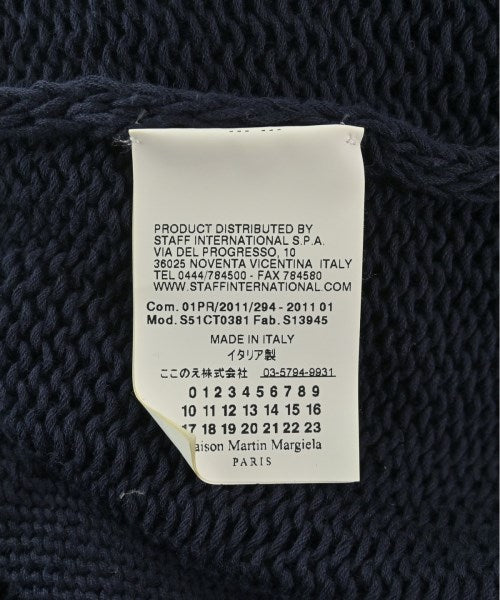 PRODUCT DISTRIBUTED BY
STAFF INTERNATIONAL S.P.A.
VIA DEL PROGRESSO, 10
36025 NOVENTA VICENTINA ITALY
TEL 0444/784500 - FAX 784580
WWW.STAFFINTERNATIONAL.COM
Com. 01PR/2011/294 - 2011 01
Mod. S51CT0381 Fab. S13945
MADE IN ITALY
イタリア製
ここのえ株式会社 03-5794-9931
0 1 2 3 4 5 6 7 8 9
10 11 12 13 14 15 16
17 18 19 20 21 22 23
aison Martin Margiela
PARIS